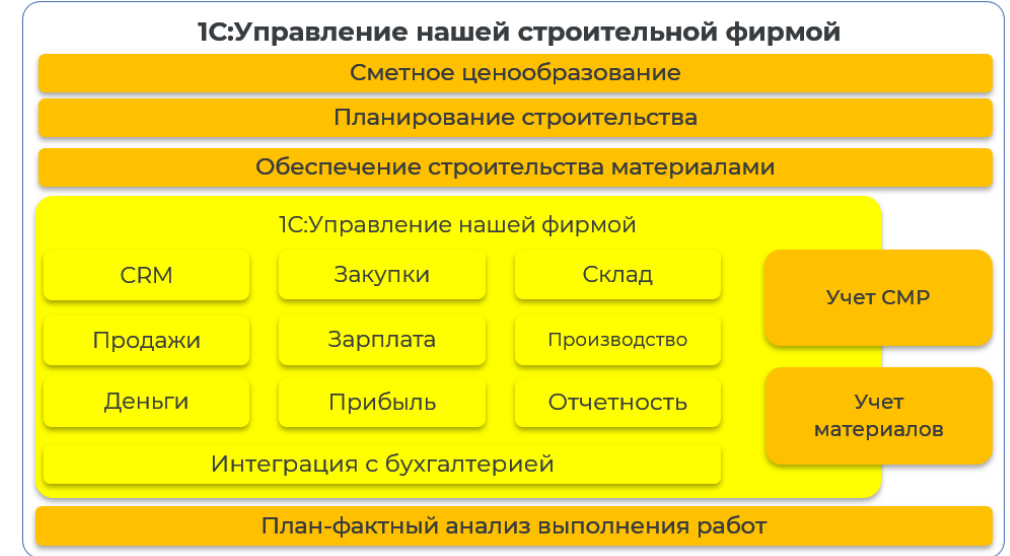 1С:Управление нашей строительной фирмой
Сметное ценообразование
Планирование строительства
Обеспечение строительства материалами
1С:Управление нашей фирмой
CRM
Закупки
Склад
Учет СМР
Продажи
Зарплата
Производство
Деньги
Прибыль
Отчетность
Учет
материалов
Интеграция с бухгалтерией
План-фактный анализ выполнения работ